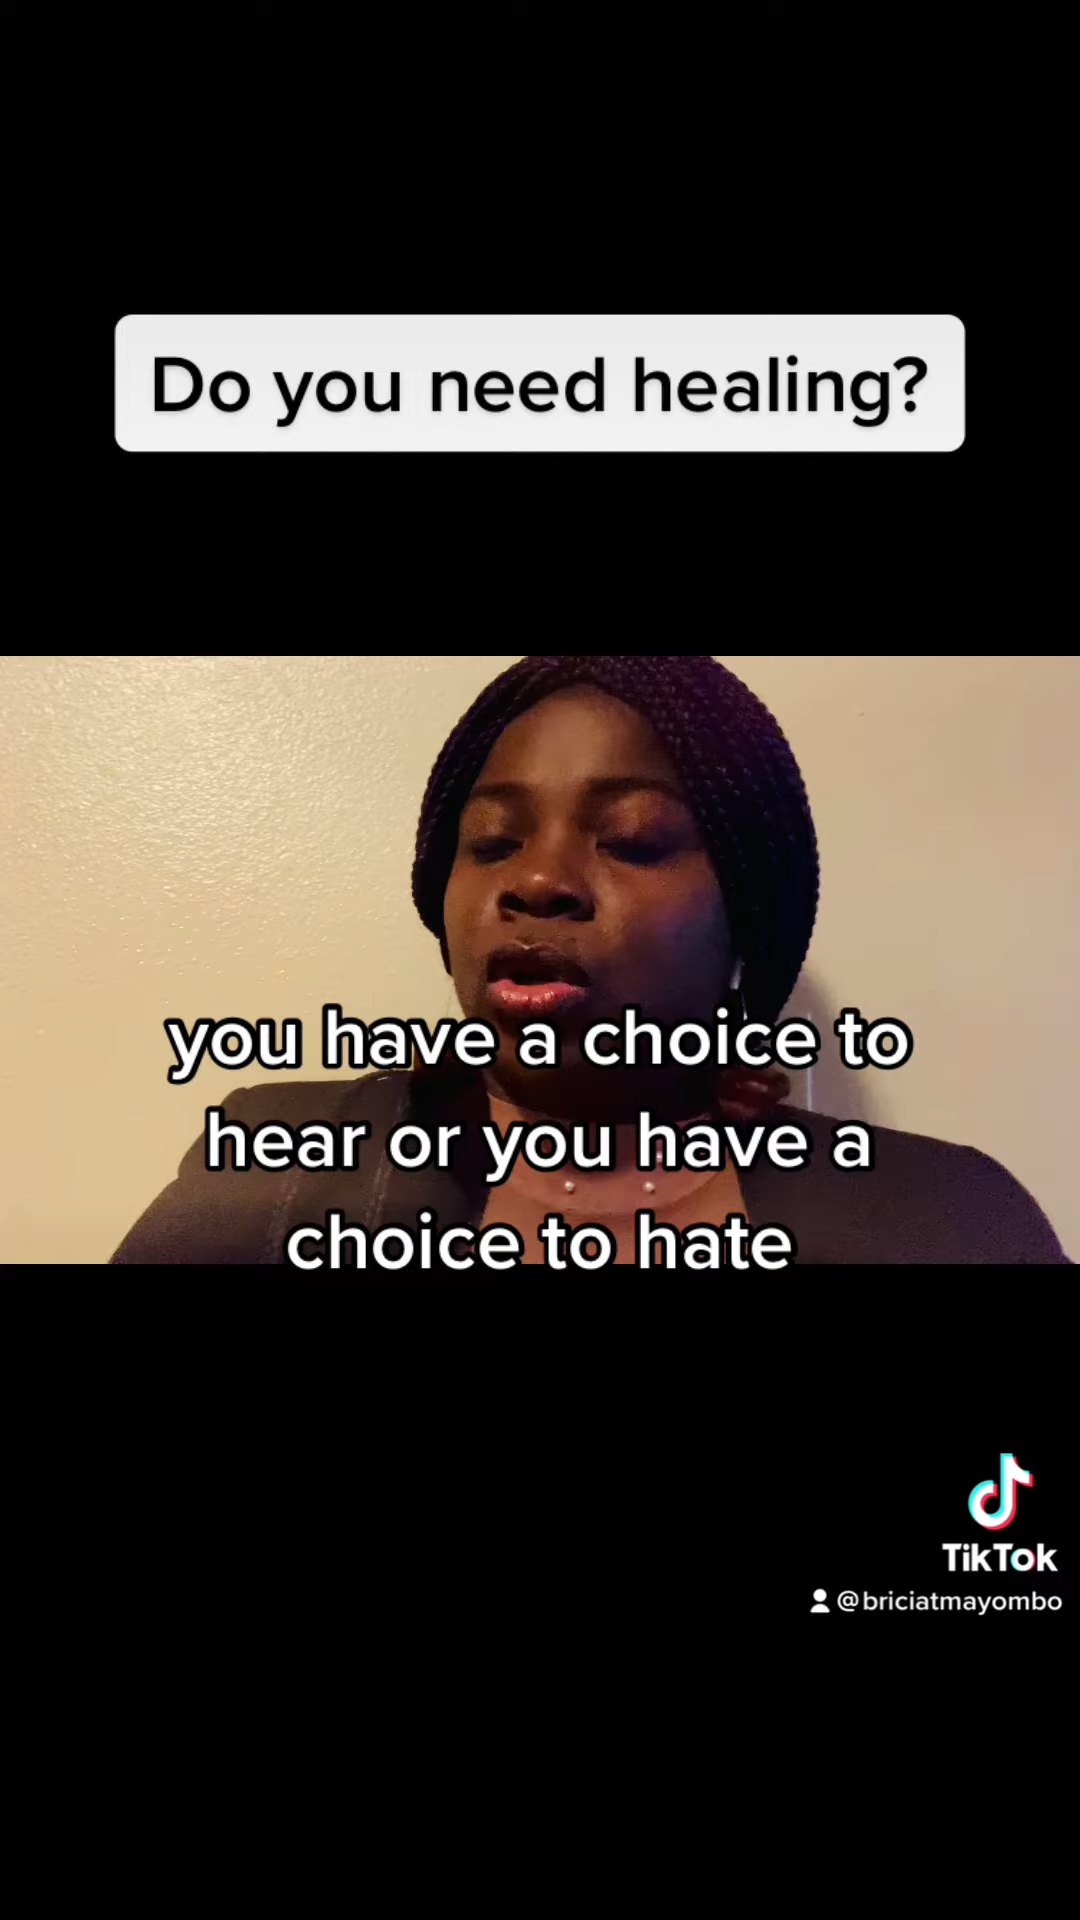 Do you need healing?
you have a choice to
hear or you have a
choice to hate
TikTok
@briciatmayombo